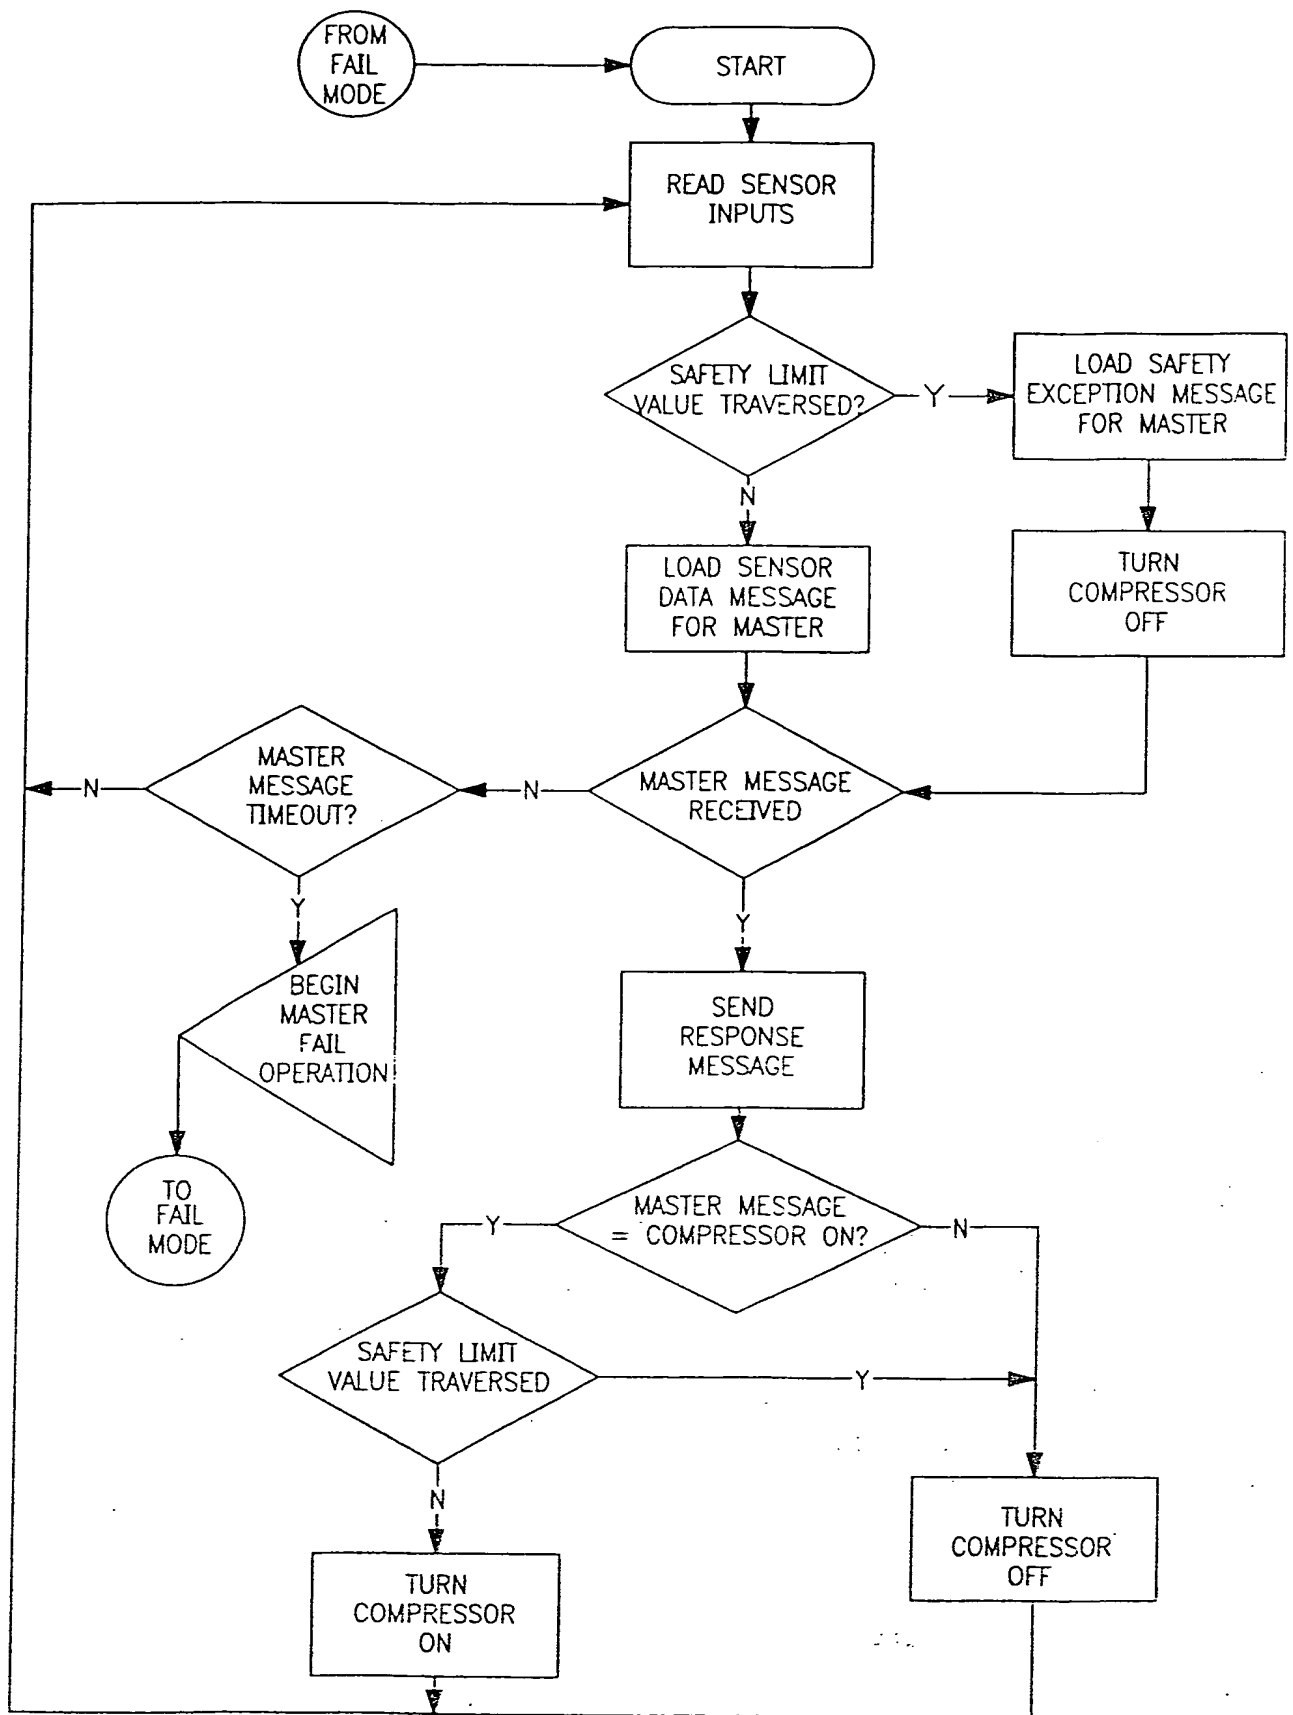 FROM
FAIL
MODE
START
READ SENSOR
INPUTS
SAFETY LIMIT
VALUE TRAVERSED?
Y
LOAD SAFETY
EXCEPTION MESSAGE
FOR MASTER
N
LOAD SENSOR
DATA MESSAGE
FOR MASTER
TURN
COMPRESSOR
OFF
MASTER
MESSAGE
TIMEOUT?
N
N
MASTER MESSAGE
RECEIVED
Y
Y
BEGIN
MASTER
FAIL
OPERATION
SEND
RESPONSE
MESSAGE
TO
FAIL
MODE
MASTER MESSAGE
= COMPRESSOR ON?
Y
N
SAFETY LIMIT
VALUE TRAVERSED
Y
N
TURN
COMPRESSOR
ON
TURN
COMPRESSOR
OFF